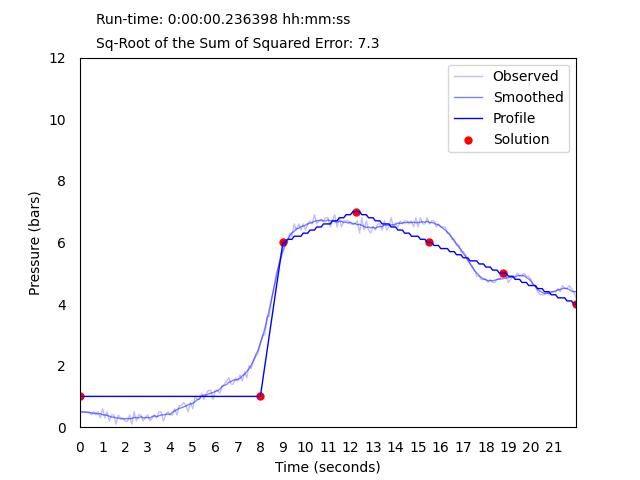 Run-time: 0:00:00.236398 hh:mm:ss
Sq-Root of the Sum of Squared Error: 7.3
12
10
8
6
4
2
0
Pressure (bars)
Observed
Smoothed
Profile
Solution
0 1 2 3 4 5 6 7 8 9 10 11 12 13 14 15 16 17 18 19 20 21
Time (seconds)